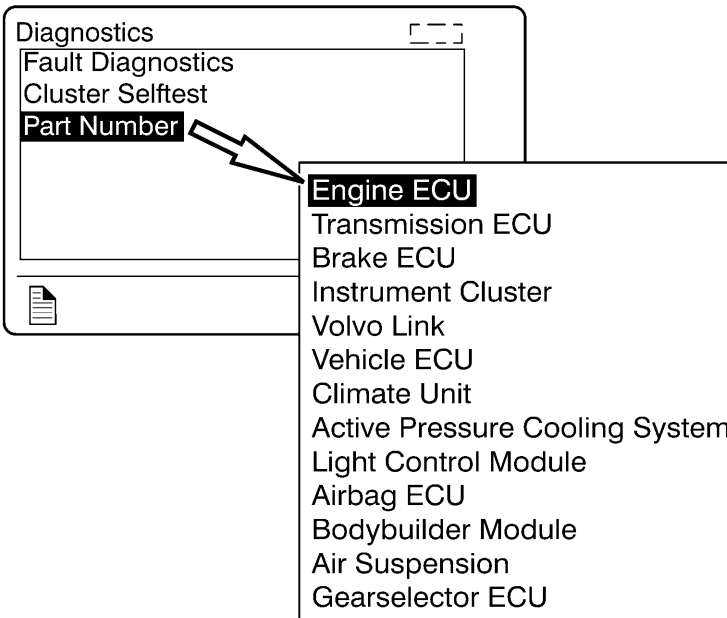 Diagnostics
Fault Diagnostics
Cluster Selftest
Part Number
Engine ECU
Transmission ECU
Brake ECU
Instrument Cluster
Volvo Link
Vehicle ECU
Climate Unit
Active Pressure Cooling System
Light Control Module
Airbag ECU
Bodybuilder Module
Air Suspension
Gearselector ECU